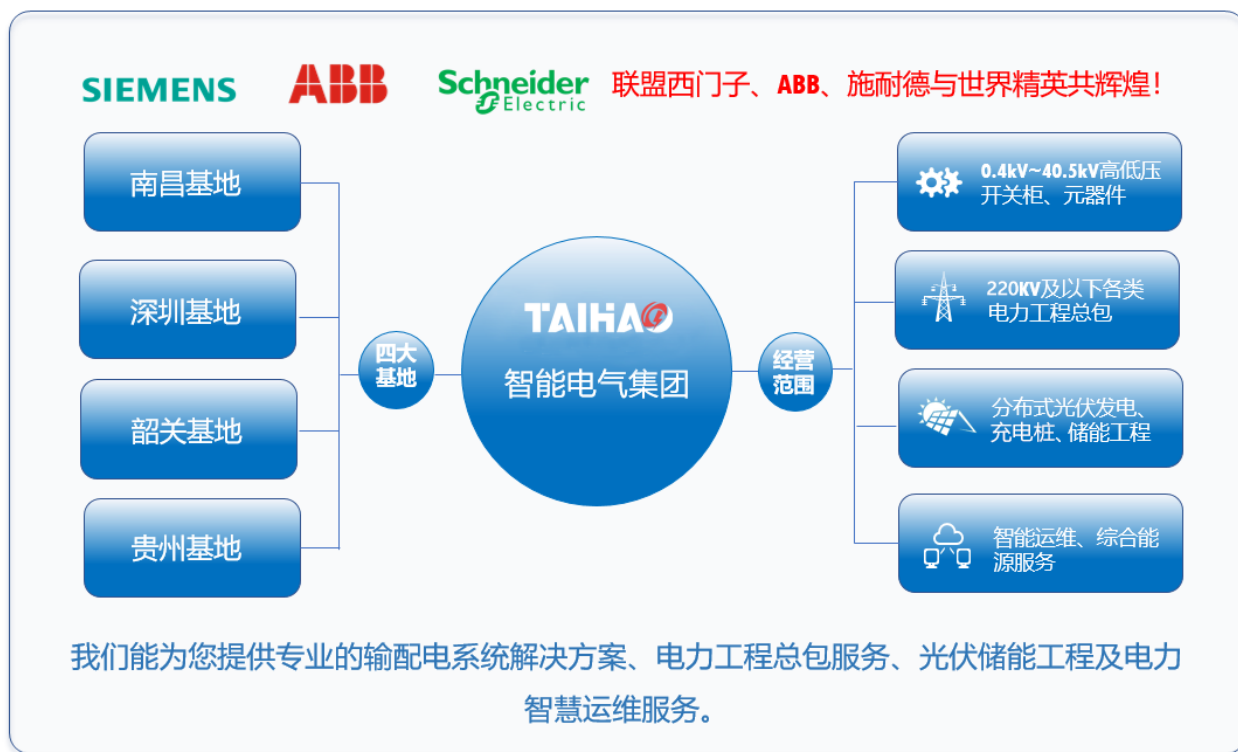 SIEMENS
ABB
Schneider
Electric
联盟西门子、ABB、施耐德与世界精英共辉煌！
南昌基地
深圳基地
韶关基地
贵州基地
四大
基地
TAIHAO
智能电气集团
经营
范围
0.4kV~40.5kV高低压
开关柜、元器件
220KV及以下各类
电力工程总包
分布式光伏发电、
充电桩、储能工程
智能运维、综合能
源服务
我们能为您提供专业的输配电系统解决方案、电力工程总包服务、光伏储能工程及电力
智慧运维服务。